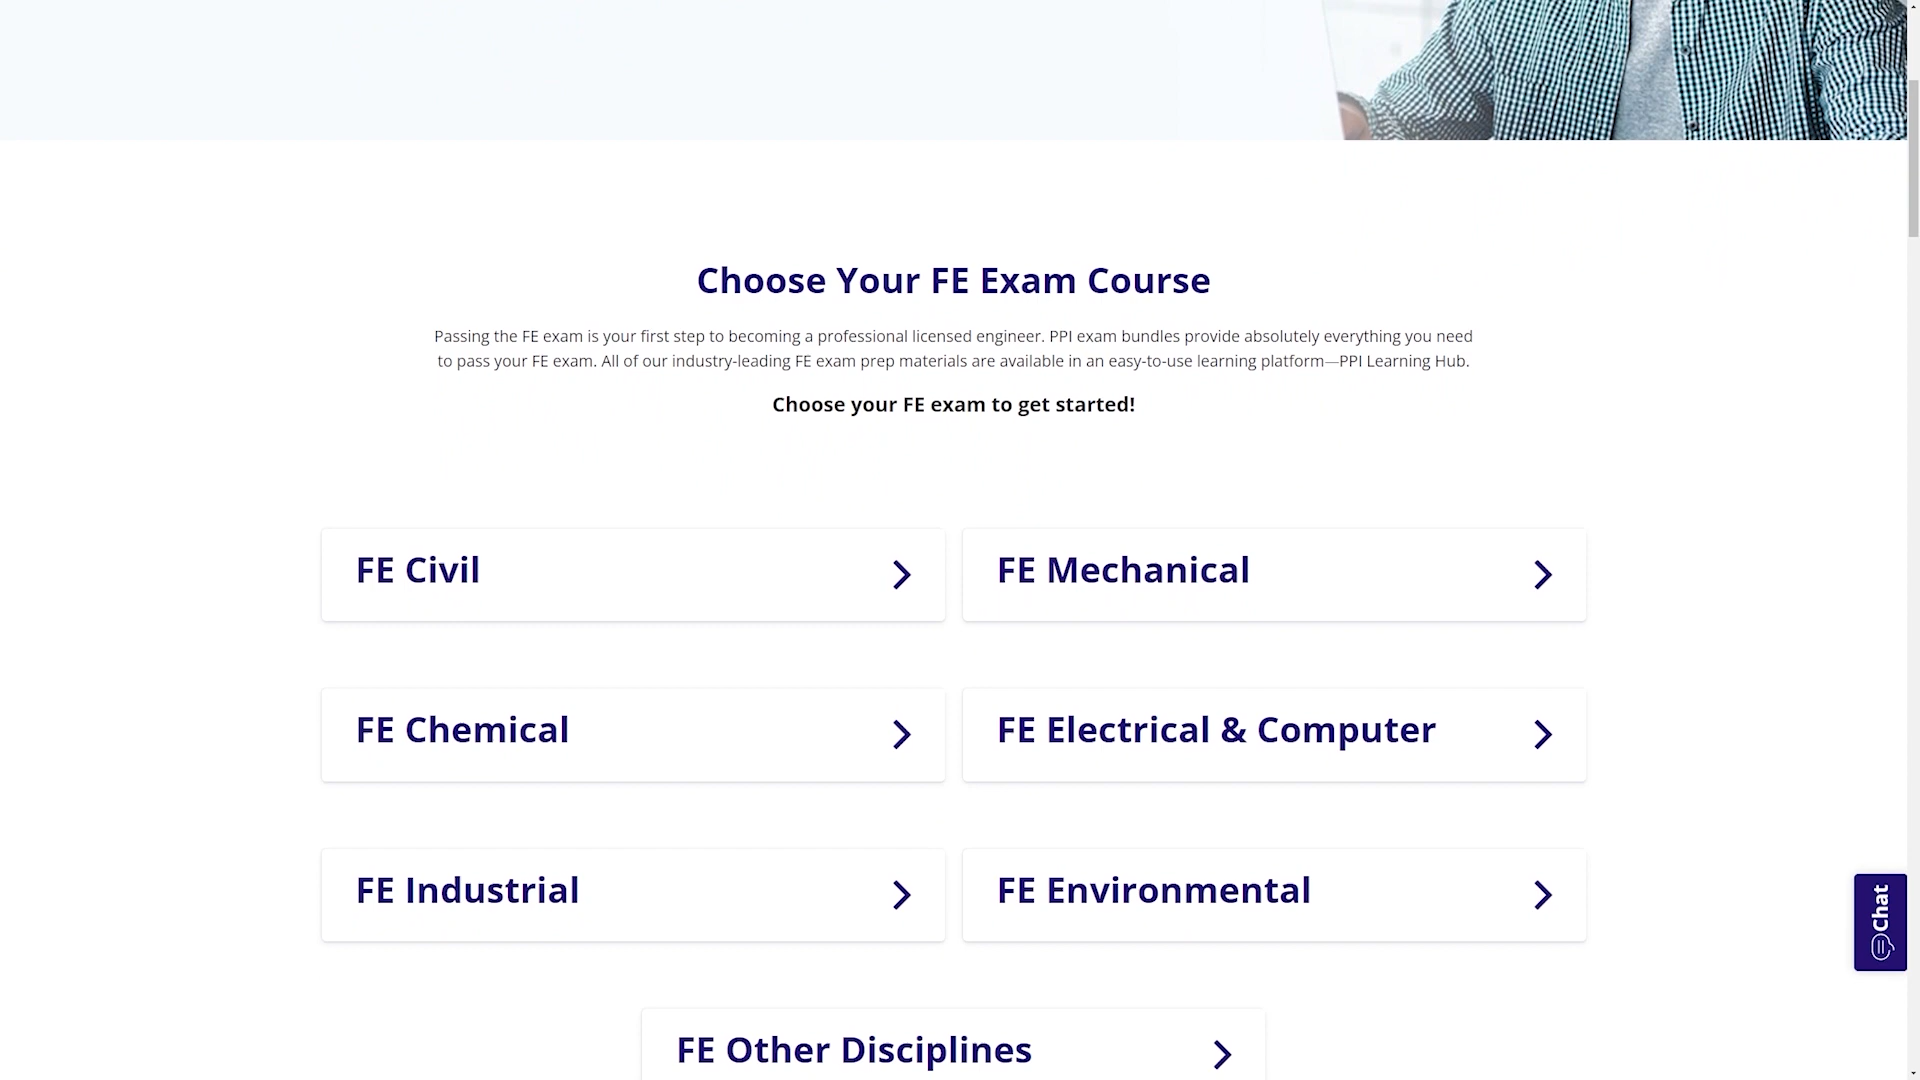 Choose Your FE Exam Course
Passing the FE exam is your first step to becoming a professional licensed engineer. PPI exam bundles provide absolutely everything you need
to pass your FE exam. All of our industry-leading FE exam prep materials are available in an easy-to-use learning platform—PPI Learning Hub.
Choose your FE exam to get started!
FE Civil
FE Mechanical
FE Chemical
FE Electrical & Computer
FE Industrial
FE Environmental
Chat
FE Other Disciplines